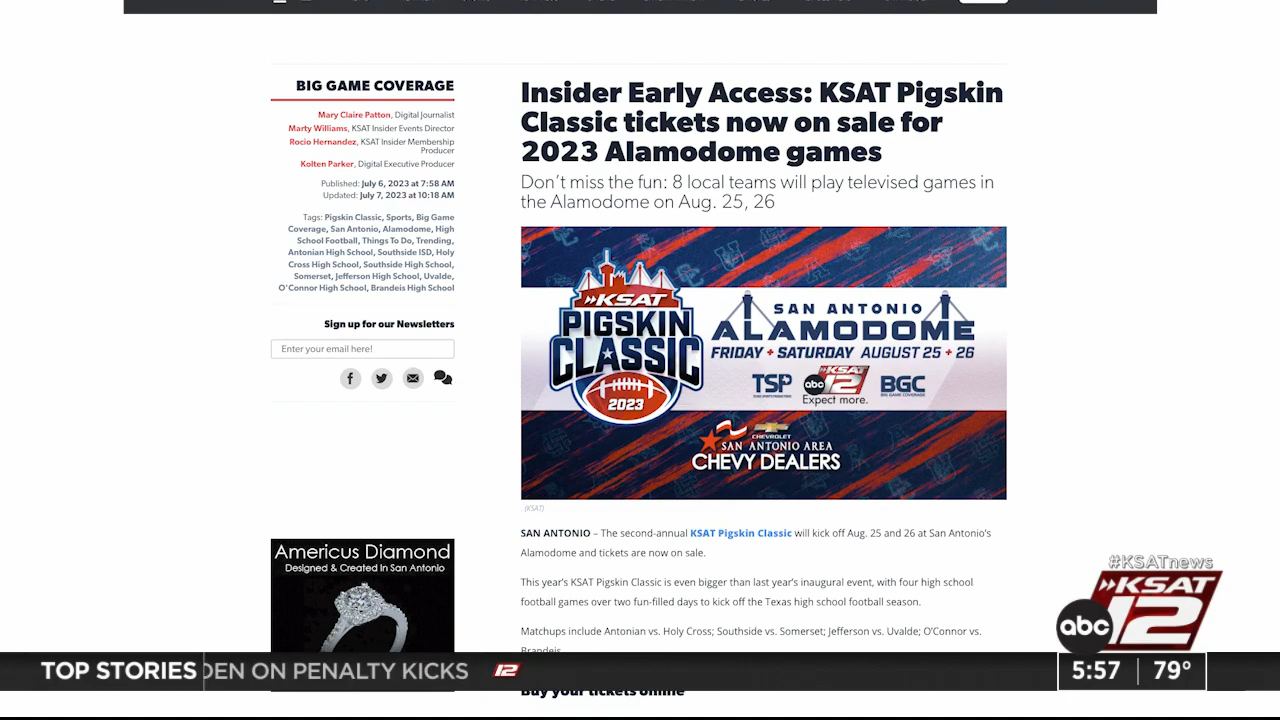 BIG GAME COVERAGE
Mary Claire Patton, Digital Journalist
Marty Williams, KSAT Insider Events Director
Rocio Hernandez, KSAT Insider Membership
Producer
Kolten Parker, Digital Executive Producer
Published: July 6, 2023 at 7:58 AM
Updated: July 7, 2023 at 10:18 AM
Tags: Pigskin Classic, Sports, Big Game
Coverage, San Antonio, Alamodome, High
School Football, Things To Do, Trending,
Antonian High School, Southside ISD, Holy
Cross High School, Southside High School,
Somerset, Jefferson High School, Uvalde,
O'Connor High School, Brandeis High School
Sign up for our Newsletters
Enter your email here!
Americus Diamond
Designed & Created In San Antonio
Insider Early Access: KSAT Pigskin
Classic tickets now on sale for
2023 Alamodome games
Don't miss the fun: 8 local teams will play televised games in
the Alamodome on Aug. 25, 26
KSAT
PIGSKIN
CLASSIC
2023
SAN ANTONIO
ALAMODOME
FRIDAY + SATURDAY AUGUST 25 + 26
TSP
TEXAS SPORTS PRODUCTIONS
abc KSAT 12
Expect more.
BGC
BIG GAME COVERAGE
CHEVROLET
SAN ANTONIO AREA
CHEVY DEALERS
(KSAT)
SAN ANTONIO – The second-annual KSAT Pigskin Classic will kick off Aug. 25 and 26 at San Antonio's
Alamodome and tickets are now on sale.
This year's KSAT Pigskin Classic is even bigger than last year's inaugural event, with four high school
football games over two fun-filled days to kick off the Texas high school football season.
Matchups include Antonian vs. Holy Cross; Southside vs. Somerset; Jefferson vs. Uvalde; O'Connor vs.
Brandeis
Buy your tickets online
#KSATnews
KSAT
abc 12
TOP STORIES
DEN ON PENALTY KICKS
12
5:57
79°